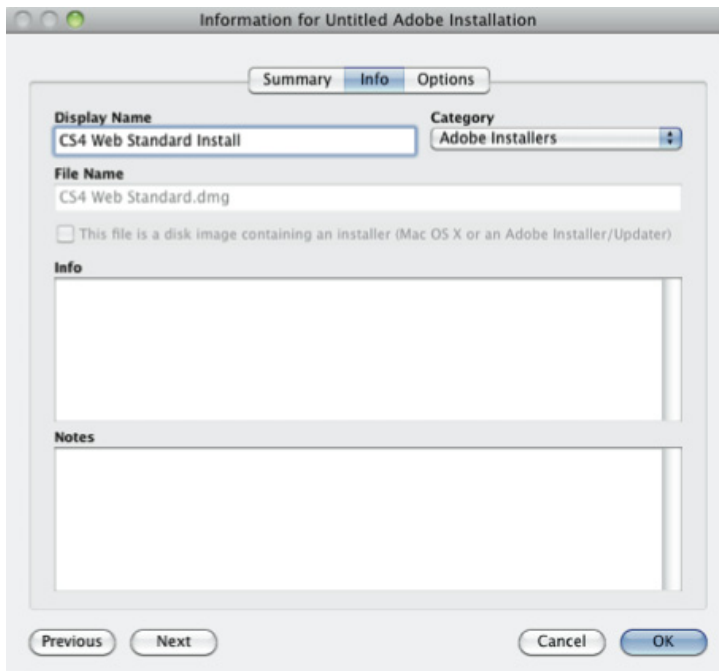 Information for Untitled Adobe Installation
Summary Info Options
Display Name Category
CS4 Web Standard Install Adobe Installers
File Name
CS4 Web Standard.dmg
This file is a disk image containing an installer (Mac OS X or an Adobe Installer/Updater)
Info
Notes
Previous Next Cancel OK